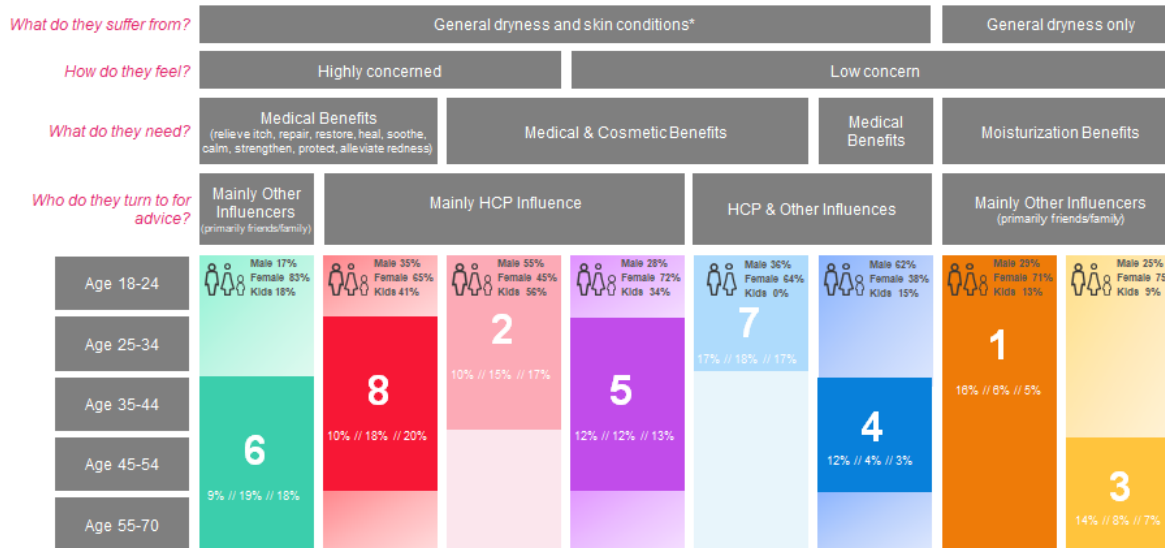 What do they suffer from?
General dryness and skin conditions*
General dryness only
How do they feel?
Highly concerned
Low concern
What do they need?
Medical Benefits
(relieve itch, repair, restore, heal, soothe,
calm, strengthen, protect, alleviate redness)
Medical & Cosmetic Benefits
Medical
Benefits
Moisturization Benefits
Who do they turn to for
advice?
Mainly Other
Influencers
(primarily friends/family)
Mainly HCP Influence
HCP & Other Influences
Mainly Other Influencers
(primarily friends/family)
Age 18-24
Age 25-34
Age 35-44
Age 45-54
Age 55-70
Male 17%
Female 83%
Kids 18%
6
9% // 19% // 18%
Male 35%
Female 65%
Kids 41%
8
10% // 18% // 20%
Male 55%
Female 45%
Kids 56%
2
10% // 15% // 17%
Male 28%
Female 72%
Kids 34%
5
12% // 12% // 13%
Male 36%
Female 64%
Kids 0%
7
17% // 18% // 17%
Male 62%
Female 38%
Kids 15%
4
12% // 4% // 3%
Male 29%
Female 71%
Kids 13%
1
16% // 6% // 5%
Male 25%
Female 75
Kids 9%
3
14% // 8% // 7%